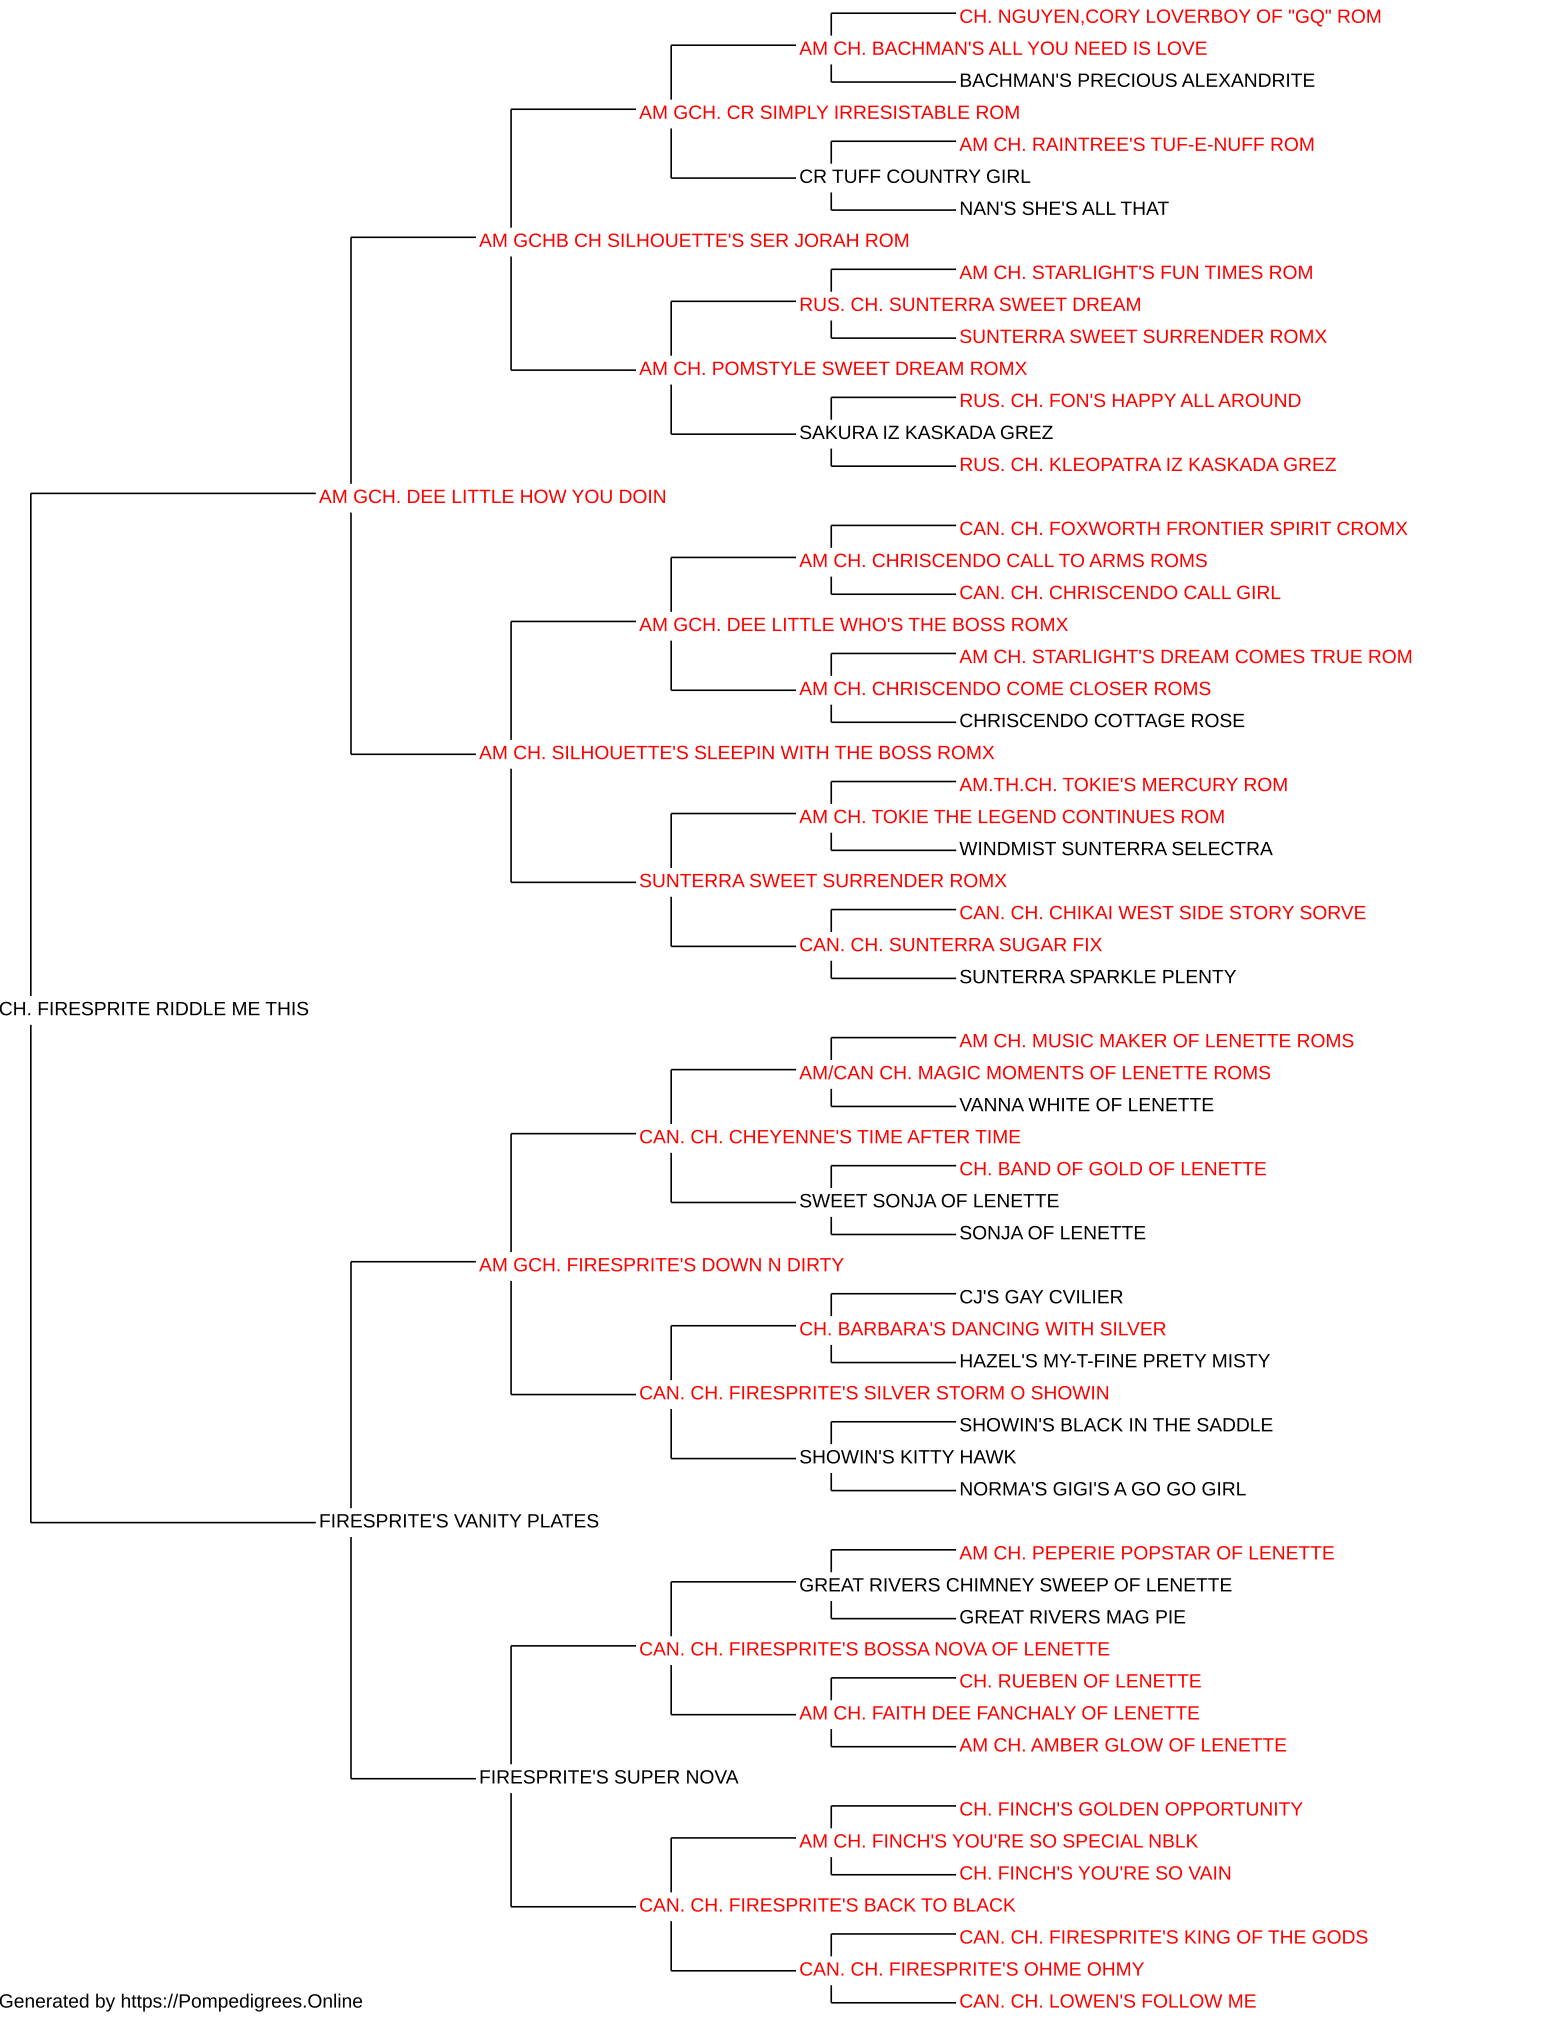 CH. NGUYEN,CORY LOVERBOY OF "GQ" ROM
AM CH. BACHMAN'S ALL YOU NEED IS LOVE
BACHMAN'S PRECIOUS ALEXANDRITE
AM GCH. CR SIMPLY IRRESISTABLE ROM
AM CH. RAINTREE'S TUF-E-NUFF ROM
CR TUFF COUNTRY GIRL
NAN'S SHE'S ALL THAT
AM GCHB CH SILHOUETTE'S SER JORAH ROM
AM CH. STARLIGHT'S FUN TIMES ROM
RUS. CH. SUNTERRA SWEET DREAM
SUNTERRA SWEET SURRENDER ROMX
AM CH. POMSTYLE SWEET DREAM ROMX
RUS. CH. FON'S HAPPY ALL AROUND
SAKURA IZ KASKADA GREZ
RUS. CH. KLEOPATRA IZ KASKADA GREZ
AM GCH. DEE LITTLE HOW YOU DOIN
CAN. CH. FOXWORTH FRONTIER SPIRIT CROMX
AM CH. CHRISCENDO CALL TO ARMS ROMS
CAN. CH. CHRISCENDO CALL GIRL
AM GCH. DEE LITTLE WHO'S THE BOSS ROMX
AM CH. STARLIGHT'S DREAM COMES TRUE ROM
AM CH. CHRISCENDO COME CLOSER ROMS
CHRISCENDO COTTAGE ROSE
AM CH. SILHOUETTE'S SLEEPIN WITH THE BOSS ROMX
AM.TH.CH. TOKIE'S MERCURY ROM
AM CH. TOKIE THE LEGEND CONTINUES ROM
WINDMIST SUNTERRA SELECTRA
SUNTERRA SWEET SURRENDER ROMX
CAN. CH. CHIKAI WEST SIDE STORY SORVE
CAN. CH. SUNTERRA SUGAR FIX
SUNTERRA SPARKLE PLENTY
CH. FIRESPRITE RIDDLE ME THIS
AM CH. MUSIC MAKER OF LENETTE ROMS
AM/CAN CH. MAGIC MOMENTS OF LENETTE ROMS
VANNA WHITE OF LENETTE
CAN. CH. CHEYENNE'S TIME AFTER TIME
CH. BAND OF GOLD OF LENETTE
SWEET SONJA OF LENETTE
SONJA OF LENETTE
AM GCH. FIRESPRITE'S DOWN N DIRTY
CJ'S GAY CVILIER
CH. BARBARA'S DANCING WITH SILVER
HAZEL'S MY-T-FINE PRETY MISTY
CAN. CH. FIRESPRITE'S SILVER STORM O SHOWIN
SHOWIN'S BLACK IN THE SADDLE
SHOWIN'S KITTY HAWK
NORMA'S GIGI'S A GO GO GIRL
FIRESPRITE'S VANITY PLATES
AM CH. PEPERIE POPSTAR OF LENETTE
GREAT RIVERS CHIMNEY SWEEP OF LENETTE
GREAT RIVERS MAG PIE
CAN. CH. FIRESPRITE'S BOSSA NOVA OF LENETTE
CH. RUEBEN OF LENETTE
AM CH. FAITH DEE FANCHALY OF LENETTE
AM CH. AMBER GLOW OF LENETTE
FIRESPRITE'S SUPER NOVA
CH. FINCH'S GOLDEN OPPORTUNITY
AM CH. FINCH'S YOU'RE SO SPECIAL NBLK
CH. FINCH'S YOU'RE SO VAIN
CAN. CH. FIRESPRITE'S BACK TO BLACK
CAN. CH. FIRESPRITE'S KING OF THE GODS
CAN. CH. FIRESPRITE'S OHME OHMY
CAN. CH. LOWEN'S FOLLOW ME
Generated by https://Pompedigrees.Online